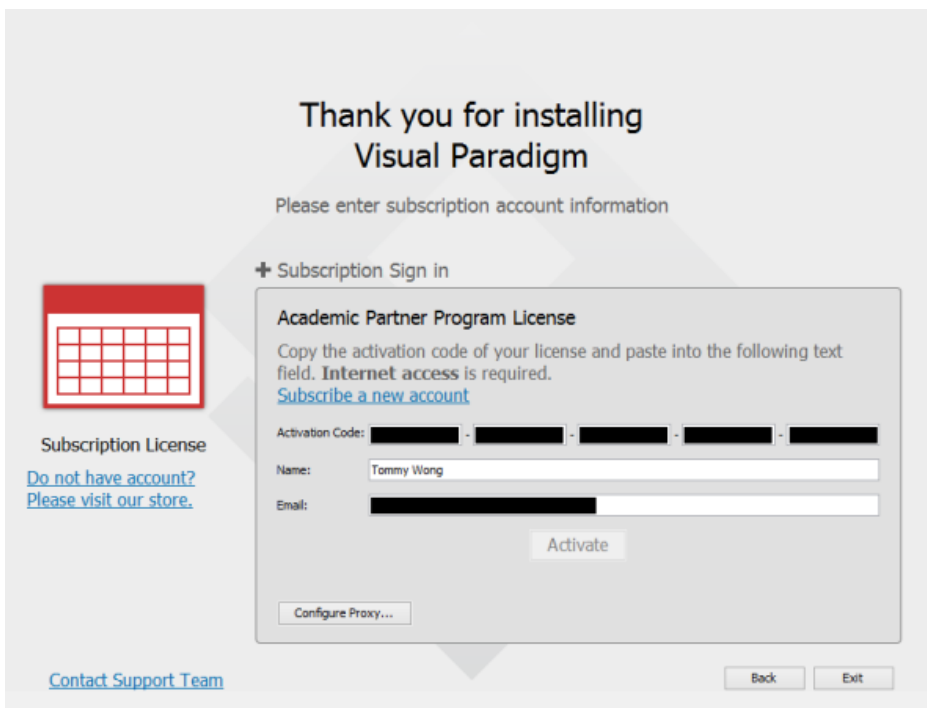 Thank you for installing
Visual Paradigm
Please enter subscription account information
+ Subscription Sign in
Academic Partner Program License
Copy the activation code of your license and paste into the following text
field. Internet access is required.
Subscribe a new account
Activation Code: - - - -
Name: Tommy Wong
Email:
Activate
Configure Proxy...
Subscription License
Do not have account?
Please visit our store.
Contact Support Team
Back
Exit